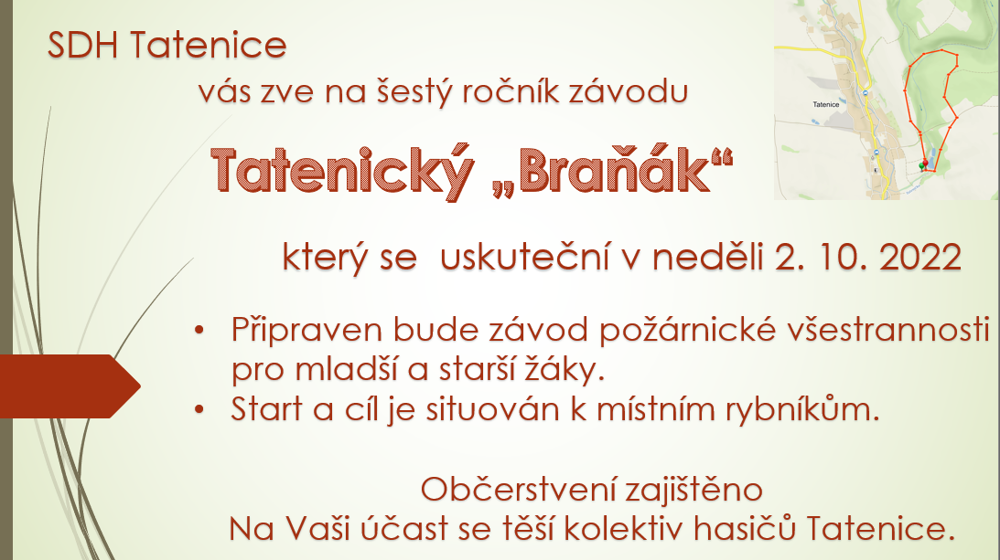 SDH Tatenice
vás zve na šestý ročník závodu
Tatenický „Braňák“
který se uskuteční v neděli 2. 10. 2022
• Připraven bude závod požárnické všestrannosti
pro mladší a starší žáky.
• Start a cíl je situován k místním rybníkům.
Občerstvení zajištěno
Na Vaši účast se těší kolektiv hasičů Tatenice.
Tatenice